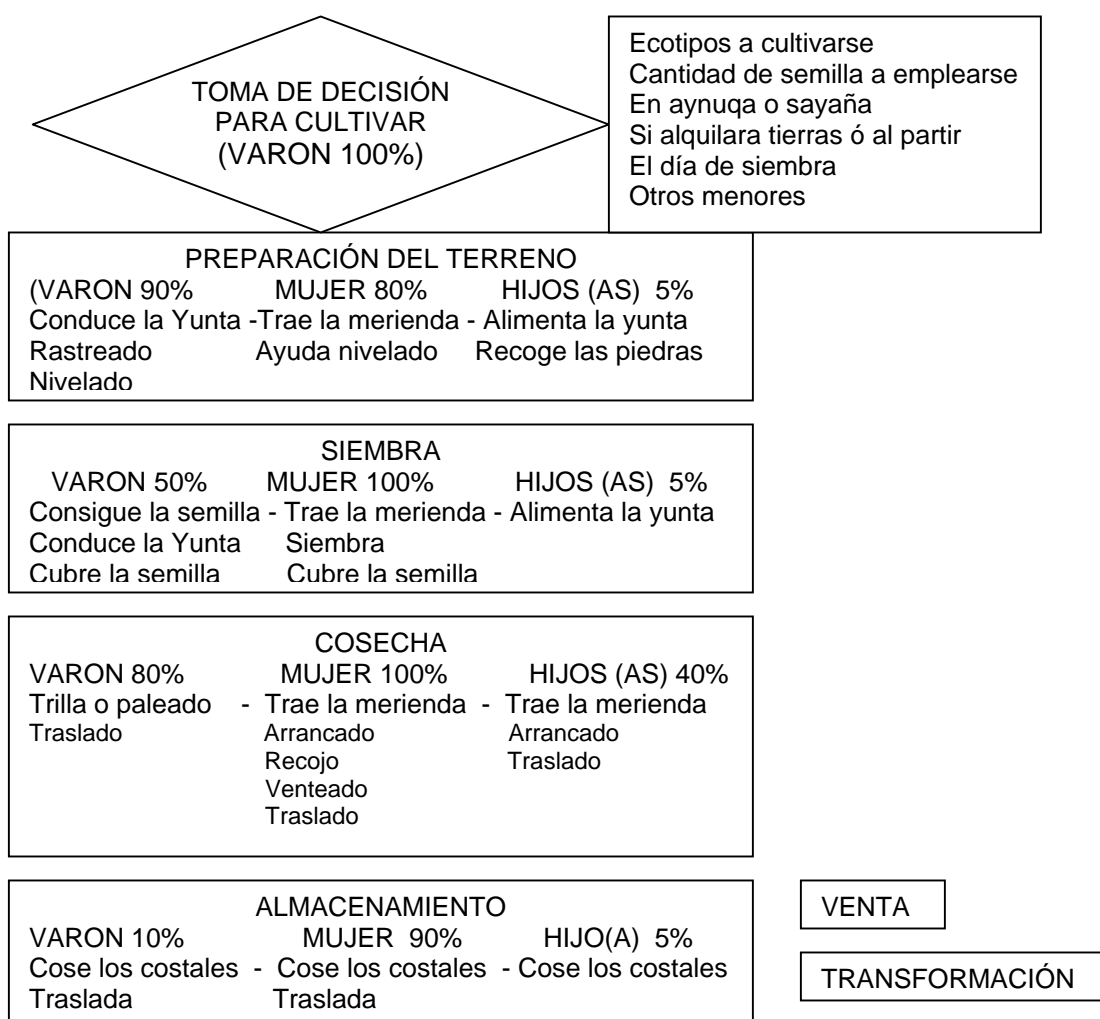 TOMA DE DECISIÓN
PARA CULTIVAR
(VARON 100%)
Ecotipos a cultivarse
Cantidad de semilla a emplearse
En aynuqa o sayaña
Si alquilara tierras ó al partir
El día de siembra
Otros menores
PREPARACIÓN DEL TERRENO
(VARON 90% MUJER 80% HIJOS (AS) 5%
Conduce la Yunta -Trae la merienda - Alimenta la yunta
Rastreado Ayuda nivelado Recoge las piedras
Nivelado
SIEMBRA
VARON 50% MUJER 100% HIJOS (AS) 5%
Consigue la semilla - Trae la merienda - Alimenta la yunta
Conduce la Yunta Siembra
Cubre la semilla Cubre la semilla
COSECHA
VARON 80% MUJER 100% HIJOS (AS) 40%
Trilla o paleado - Trae la merienda - Trae la merienda
Traslado Arrancado Arrancado
Recojo Traslado
Venteado
Traslado
ALMACENAMIENTO
VARON 10% MUJER 90% HIJO(A) 5%
Cose los costales - Cose los costales - Cose los costales
Traslada Traslada
VENTA
TRANSFORMACIÓN